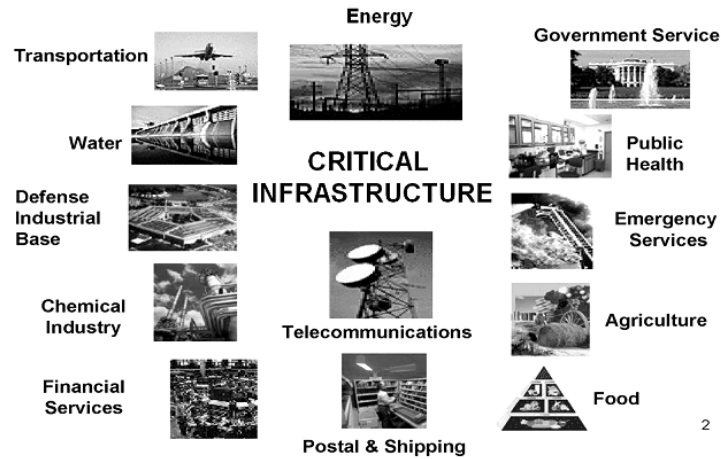 Energy
Transportation
Government Service
Water
Public
Health
CRITICAL
INFRASTRUCTURE
Defense
Industrial
Base
Emergency
Services
Chemical
Industry
Telecommunications
Agriculture
Financial
Services
Food
Postal & Shipping
2